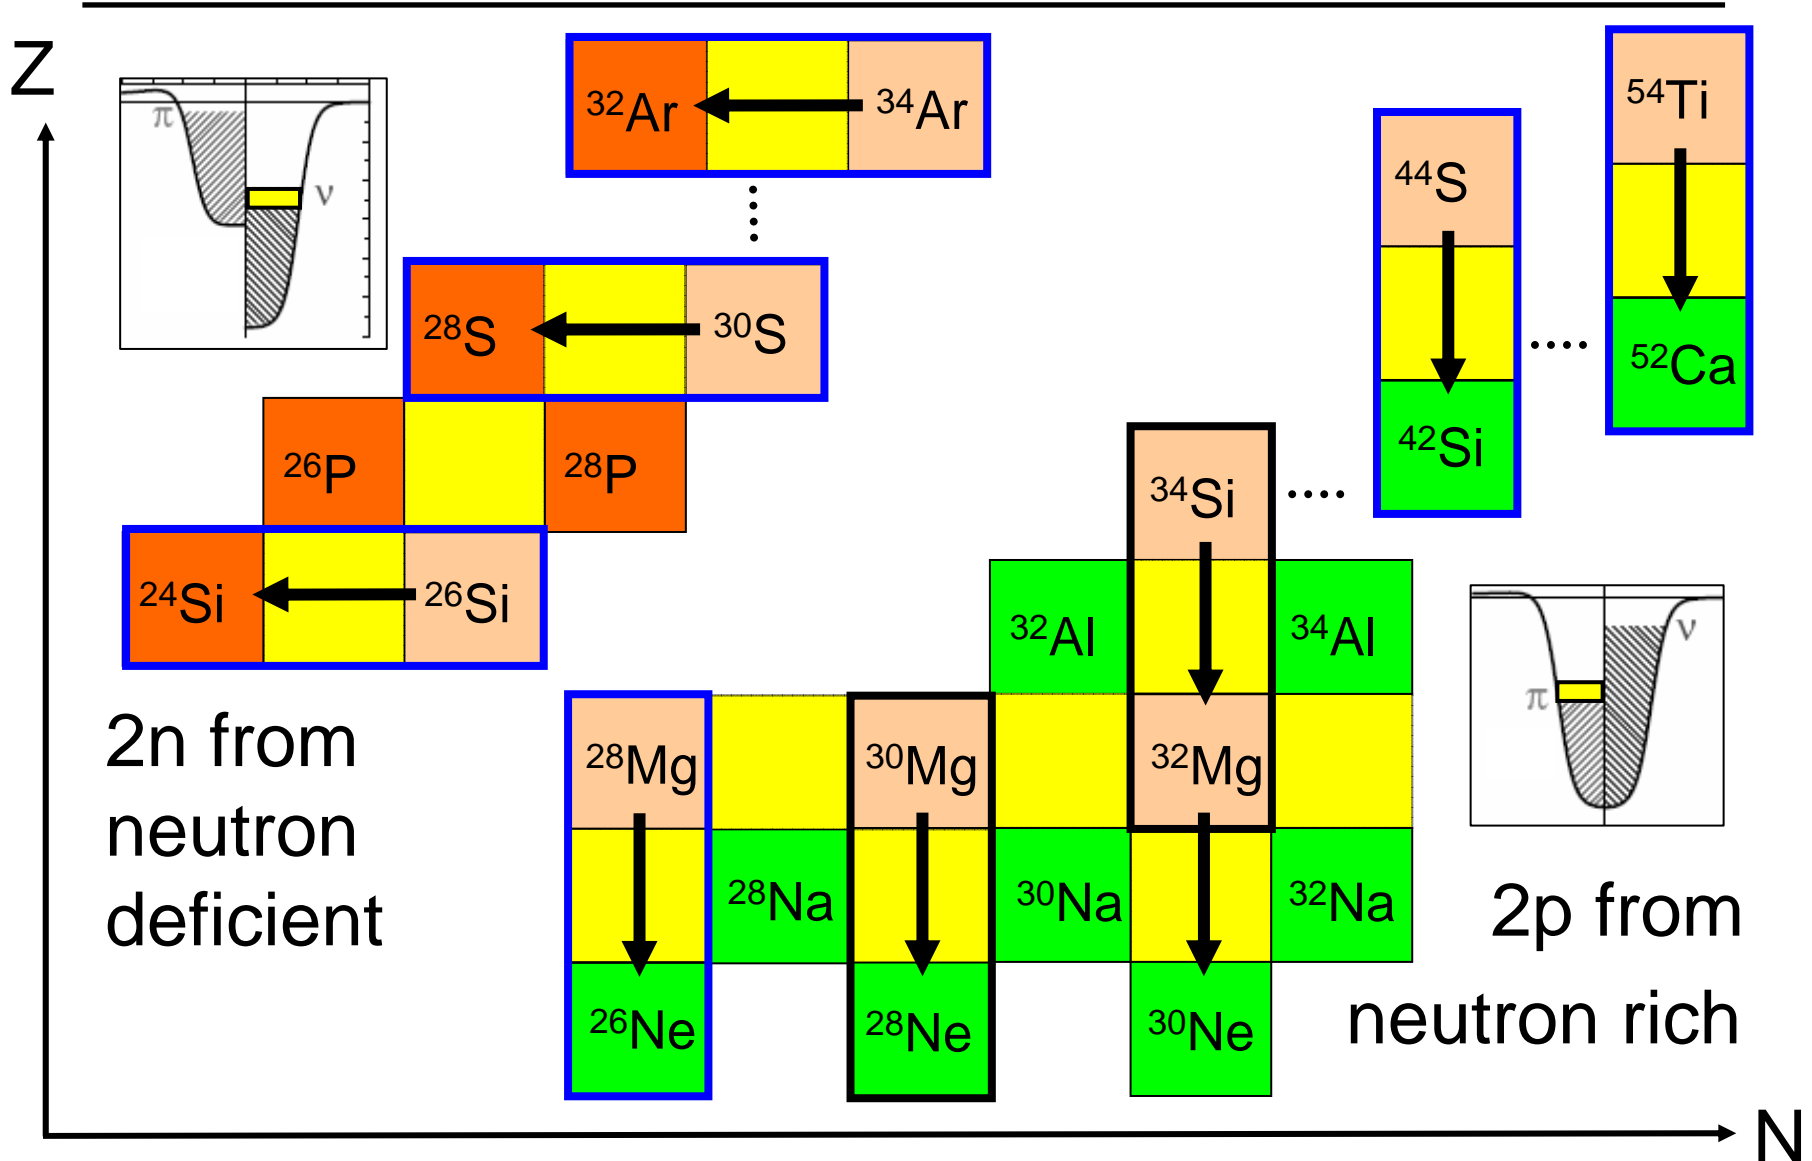 Z
π
ν
³²Ar
³⁴Ar
⁵⁴Ti
⁴⁴S
²⁸S
³⁰S
⁵²Ca
²⁶P
²⁸P
⁴²Si
³⁴Si
²⁴Si
²⁶Si
³²Al
³⁴Al
π
ν
2n from
neutron
deficient
²⁸Mg
³⁰Mg
³²Mg
²⁸Na
³⁰Na
³²Na
2p from
neutron rich
²⁶Ne
²⁸Ne
³⁰Ne
N